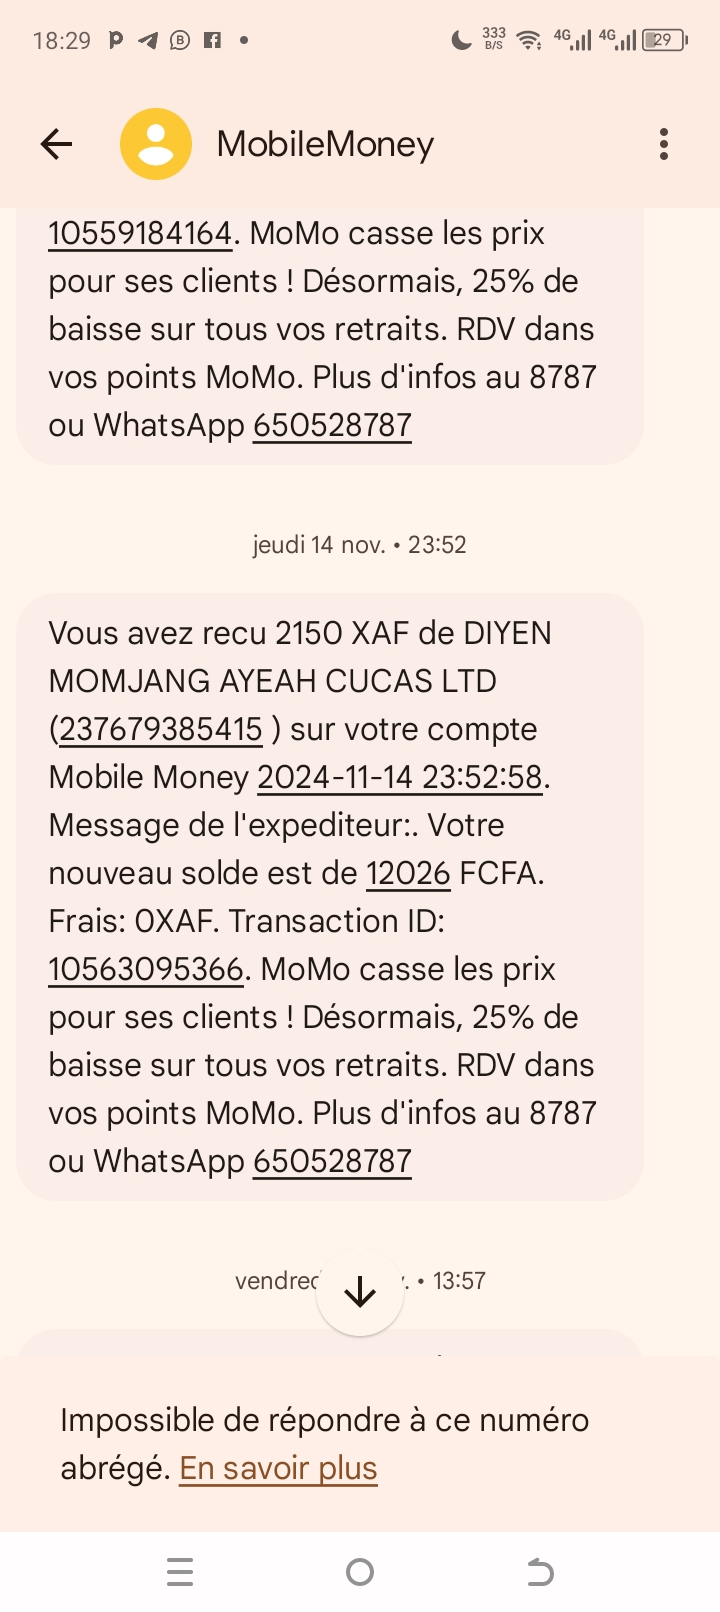 18:29
333
B/S
4G
4G
29
MobileMoney
10559184164. MoMo casse les prix
pour ses clients ! Désormais, 25% de
baisse sur tous vos retraits. RDV dans
vos points MoMo. Plus d'infos au 8787
ou WhatsApp 650528787
jeudi 14 nov. • 23:52
Vous avez recu 2150 XAF de DIYEN
MOMJANG AYEAH CUCAS LTD
(237679385415 ) sur votre compte
Mobile Money 2024-11-14 23:52:58.
Message de l'expediteur:. Votre
nouveau solde est de 12026 FCFA.
Frais: 0XAF. Transaction ID:
10563095366. MoMo casse les prix
pour ses clients ! Désormais, 25% de
baisse sur tous vos retraits. RDV dans
vos points MoMo. Plus d'infos au 8787
ou WhatsApp 650528787
• 13:57
Impossible de répondre à ce numéro
abrégé. En savoir plus